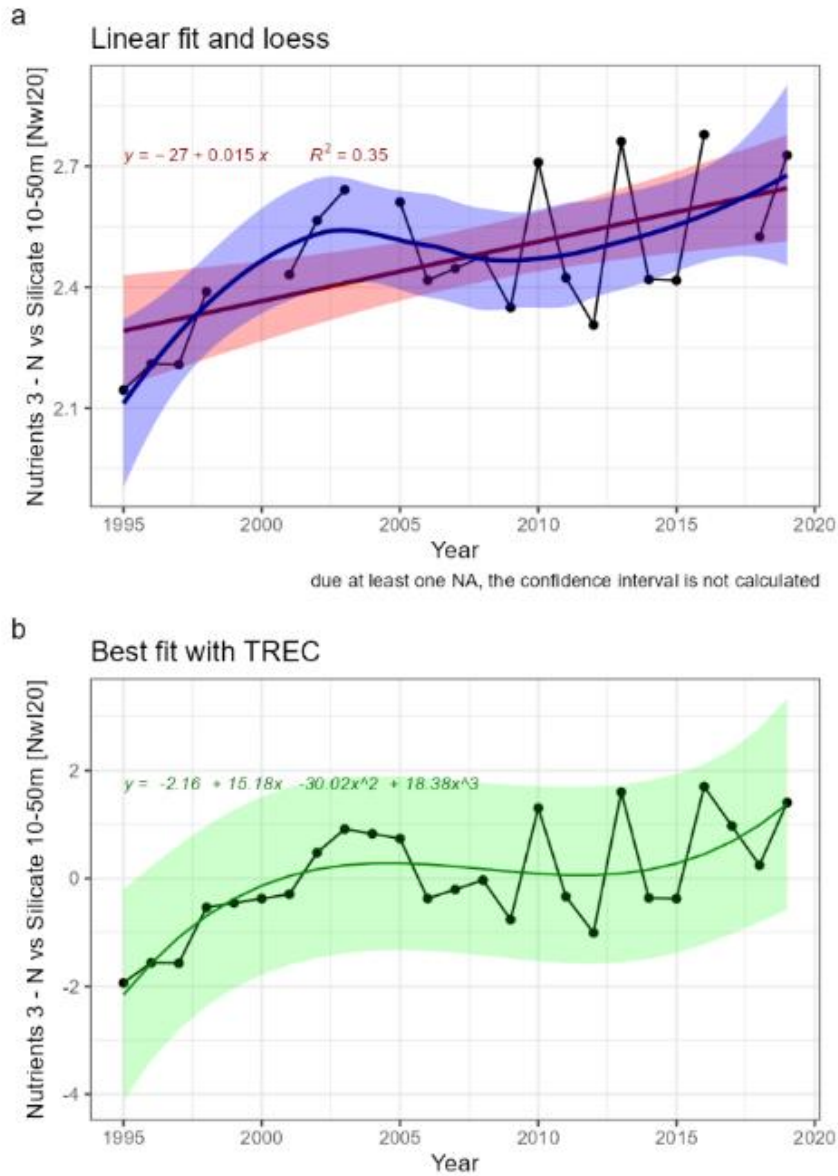 a
Linear fit and loess
Nutrients 3 - N vs Silicate 10-50m [NwI20]
y = − 27 + 0.015 x R² = 0.35
2.7
2.4
2.1
1995 2000 2005 2010 2015 2020
Year
due at least one NA, the confidence interval is not calculated
b
Best fit with TREC
Nutrients 3 - N vs Silicate 10-50m [NwI20]
y = -2.16 + 15.18x -30.02x^2 + 18.38x^3
2
0
-2
-4
1995 2000 2005 2010 2015 2020
Year